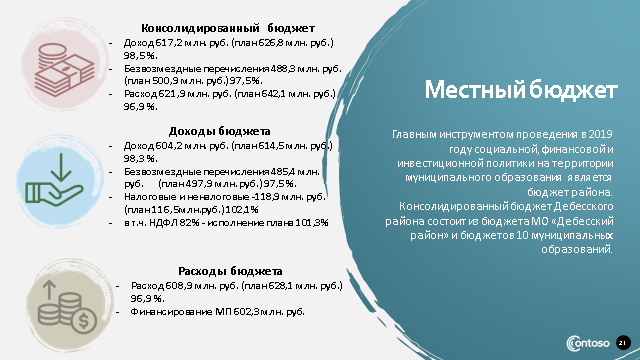 Консолидированный бюджет
- Доход 617,2 млн. руб. (план 626,8 млн. руб.)
98,5%.
- Безвозмездные перечисления 488,3 млн. руб.
(план 500,9 млн. руб.) 97,5%.
- Расход 621,9 млн. руб. (план 642,1 млн. руб.)
96,9%.
Доходы бюджета
- Доход 604,2 млн. руб. (план 614,5 млн. руб.)
98,3%.
- Безвозмездные перечисления 485,4 млн.
руб. (план 497,9 млн. руб.) 97,5%.
- Налоговые и неналоговые -118,9 млн. руб.
(план 116,5 млн.руб.) 102,1%
- в т.ч. НДФЛ 82% - исполнение плана 101,3%
Расходы бюджета
- Расход 608,9 млн. руб. (план 628,1 млн. руб.)
96,9%.
- Финансирование МП 602,3 млн. руб.
Местный бюджет
Главным инструментом проведения в 2019
году социальной, финансовой и
инвестиционной политики на территории
муниципального образования является
бюджет района.
Консолидированный бюджет Дебесского
района состоит из бюджета МО «Дебесский
район» и бюджетов 10 муниципальных
образований.
Contoso
21